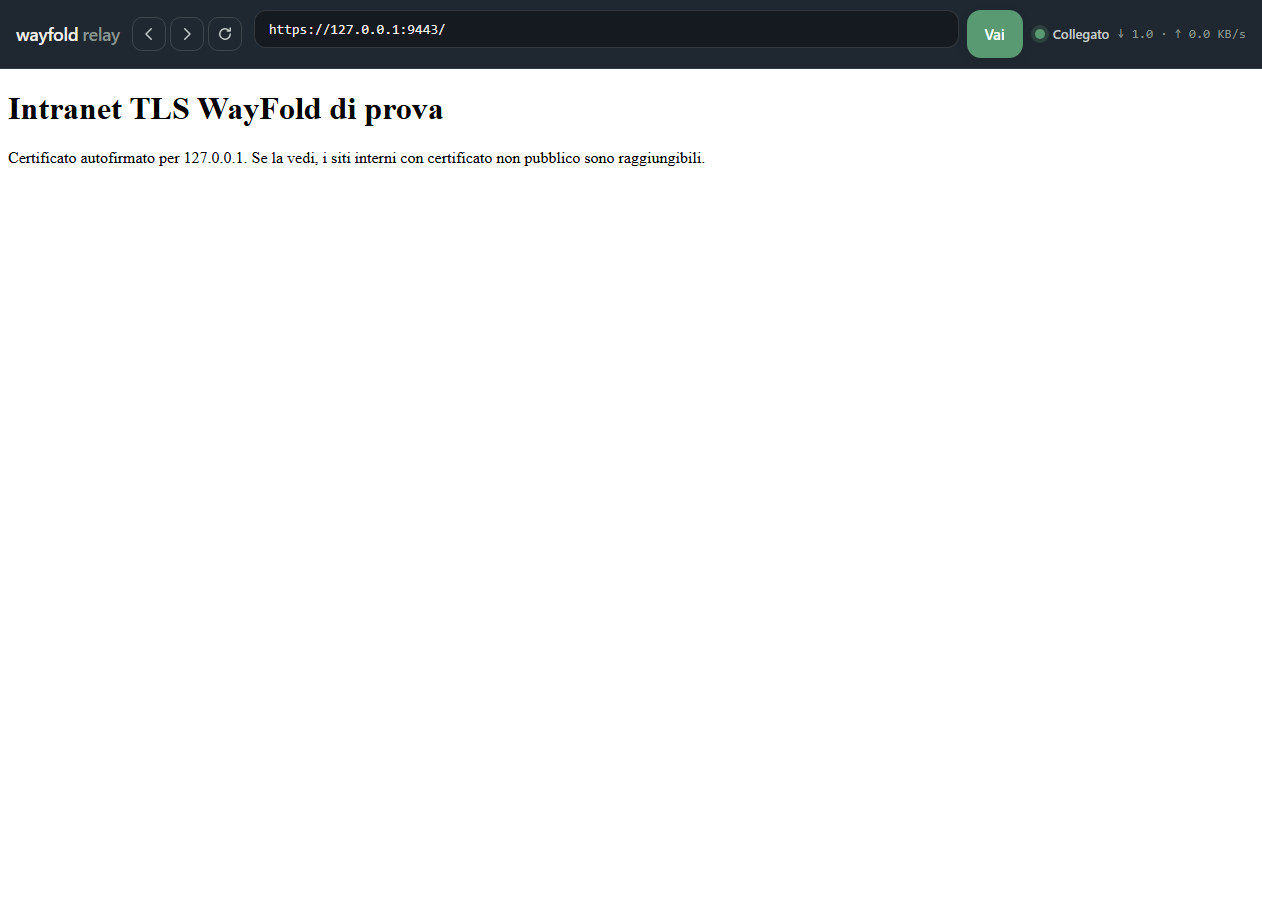 wayfold relay
https://127.0.0.1:9443/
Vai
Collegato ↓ 1.0 · ↑ 0.0 KB/s
Intranet TLS WayFold di prova
Certificato autofirmato per 127.0.0.1. Se la vedi, i siti interni con certificato non pubblico sono raggiungibili.